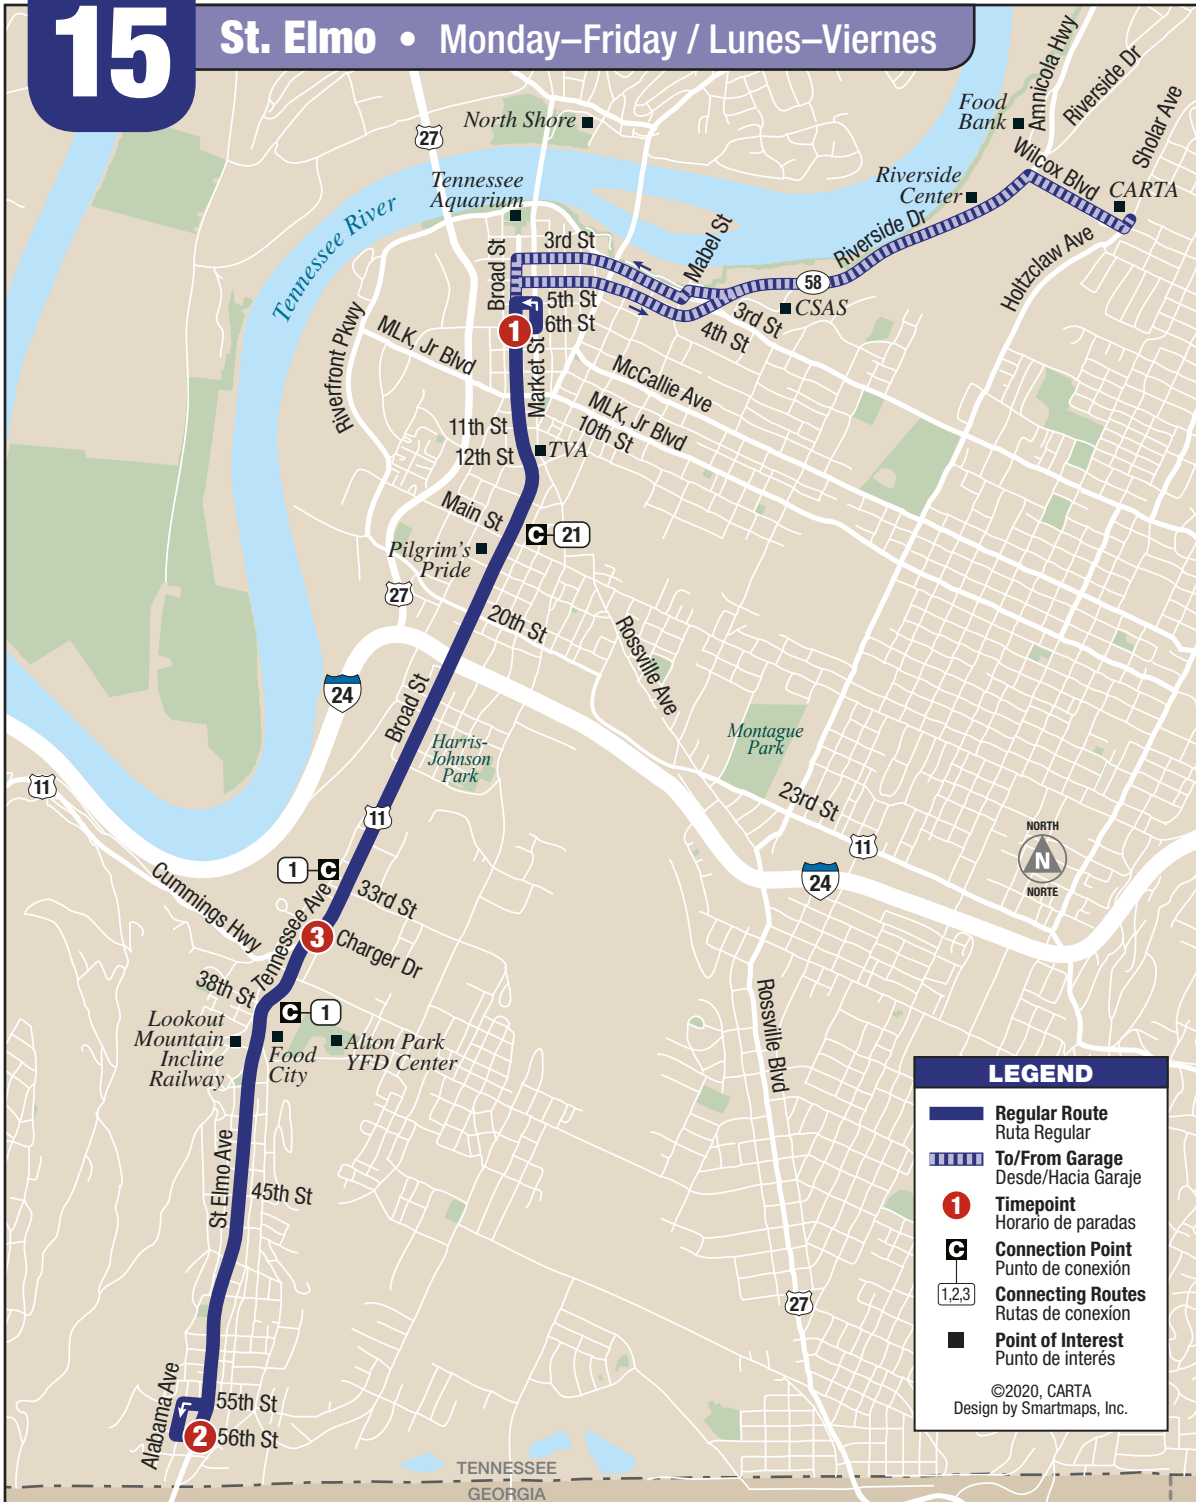 15
St. Elmo • Monday–Friday / Lunes–Viernes
27
North Shore
Food
Bank
Amnicola Hwy
Riverside Dr
Sholar Ave
Wilcox Blvd
CARTA
Riverside
Center
Tennessee
Aquarium
Tennessee River
Broad St
3rd St
Mabel St
Riverside Dr
58
Holtzclaw Ave
CSAS
5th St
6th St
3rd St
4th St
1
Riverfront Pkwy
MLK, Jr Blvd
Market St
McCallie Ave
MLK, Jr Blvd
10th St
11th St
12th St
TVA
Main St
C
21
Pilgrim's
Pride
27
20th St
Rossville Ave
24
Broad St
Harris-
Johnson
Park
Montague
Park
11
11
23rd St
11
NORTH
N
NORTE
24
1
C
Cummings Hwy
Tennessee Ave
33rd St
3
Charger Dr
38th St
C
1
Lookout
Mountain
Incline
Railway
Food
City
Alton Park
YFD Center
Rossville Blvd
St Elmo Ave
45th St
27
Alabama Ave
55th St
2
56th St
TENNESSEE
GEORGIA
LEGEND
Regular Route
Ruta Regular
To/From Garage
Desde/Hacia Garaje
1
Timepoint
Horario de paradas
C
Connection Point
Punto de conexión
1,2,3
Connecting Routes
Rutas de conexíon
Point of Interest
Punto de interés
©2020, CARTA
Design by Smartmaps, Inc.